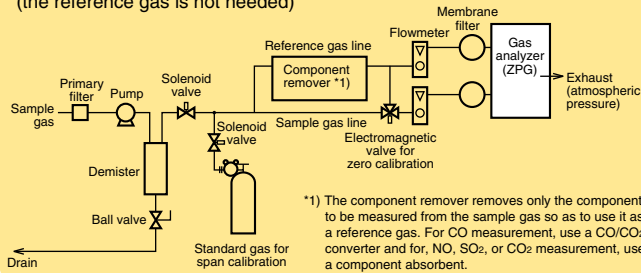 (the reference gas is not needed)
Membrane
filter
Flowmeter
Reference gas line
Gas
analyzer
(ZPG)
Component
remover *1)
Exhaust
(atmospheric
pressure)
Primary
filter
Pump
Solenoid
valve
Sample
gas
Solenoid
valve
Sample gas line
Electromagnetic
valve for
zero calibration
Demister
Ball valve
Standard gas for
span calibration
Drain
*1) The component remover removes only the component
to be measured from the sample gas so as to use it as
a reference gas. For CO measurement, use a CO/CO2
converter and for, NO, SO2, or CO2 measurement, use
a component absorbent.